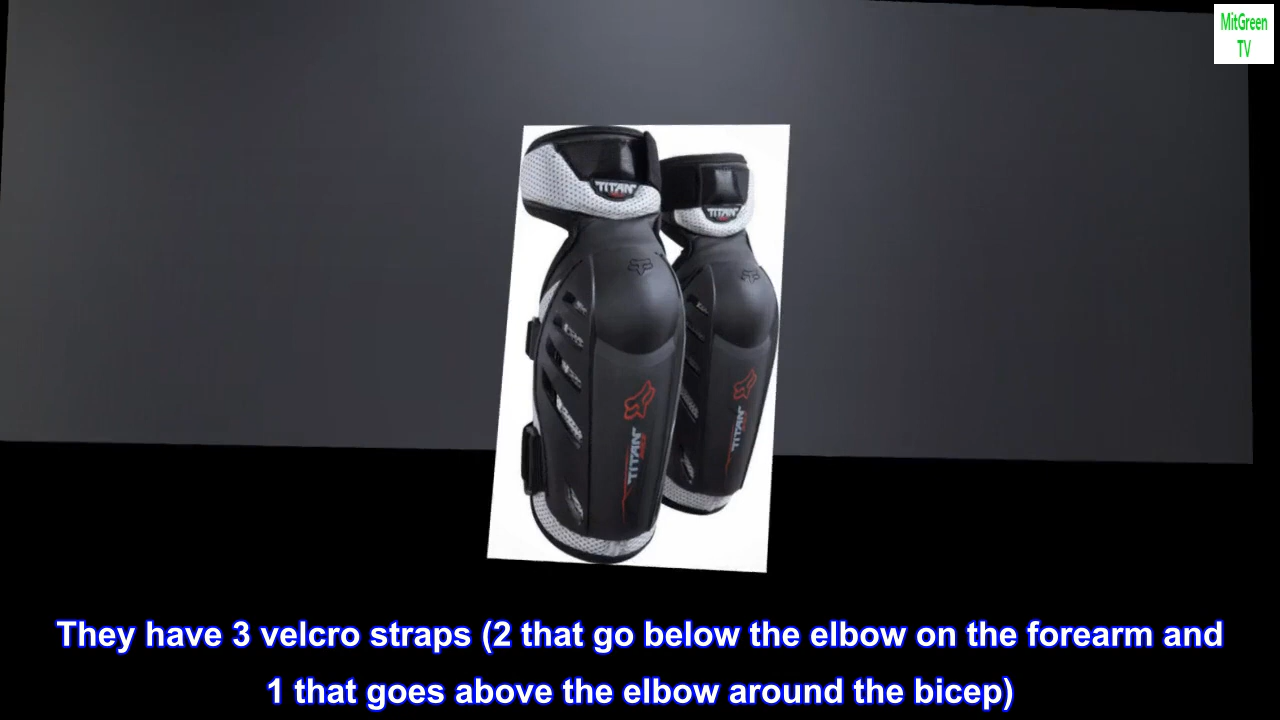 MitGreen
TV
TITAN
TITAN
TITAN
TITAN
They have 3 velcro straps (2 that go below the elbow on the forearm and
1 that goes above the elbow around the bicep)